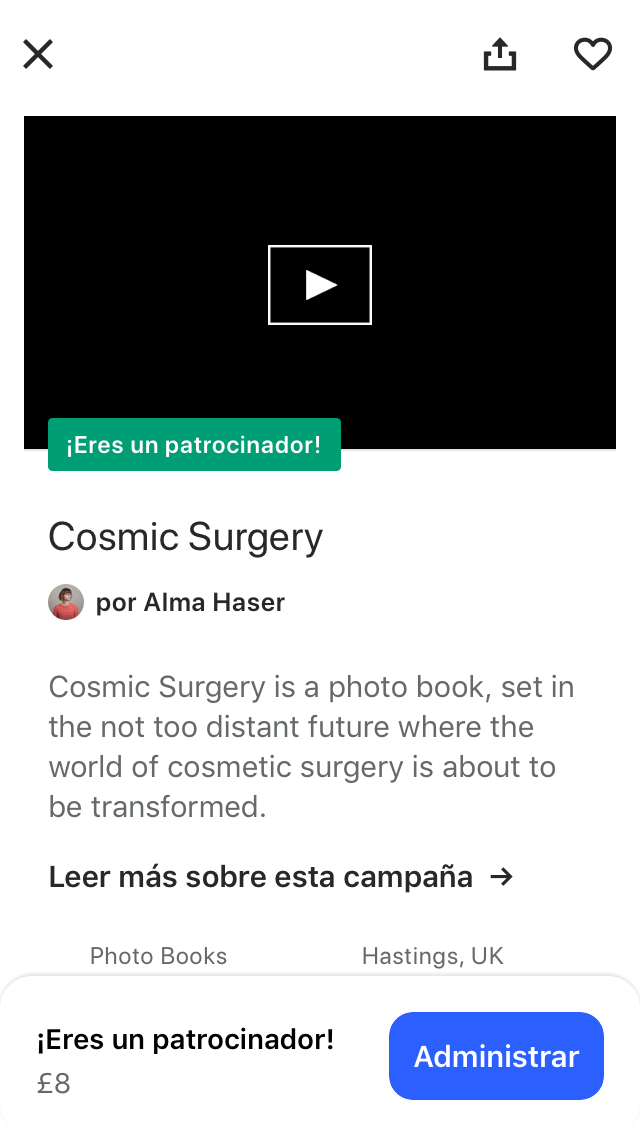 ¡Eres un patrocinador!
Cosmic Surgery
por Alma Haser
Cosmic Surgery is a photo book, set in
the not too distant future where the
world of cosmetic surgery is about to
be transformed.
Leer más sobre esta campaña →
Photo Books
Hastings, UK
¡Eres un patrocinador!
£8
Administrar